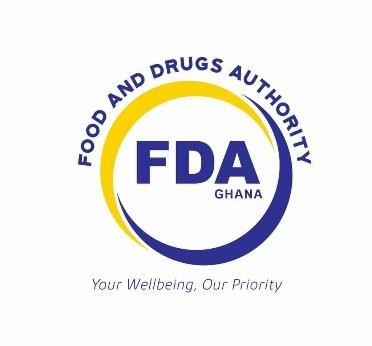 FOOD AND DRUGS AUTHORITY
FDA
GHANA
Your Wellbeing, Our Priority